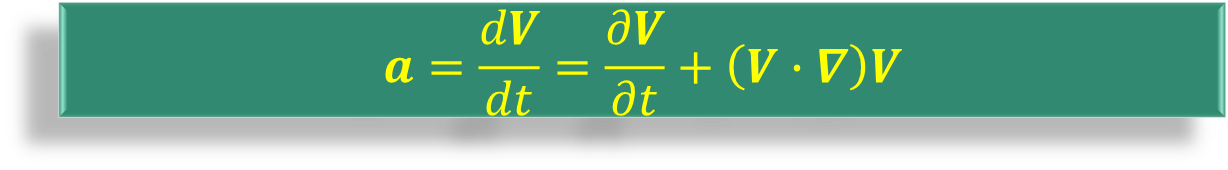 𝒂 = d𝑽/dt = ∂𝑽/∂t + (𝑽 · 𝛁)𝑽